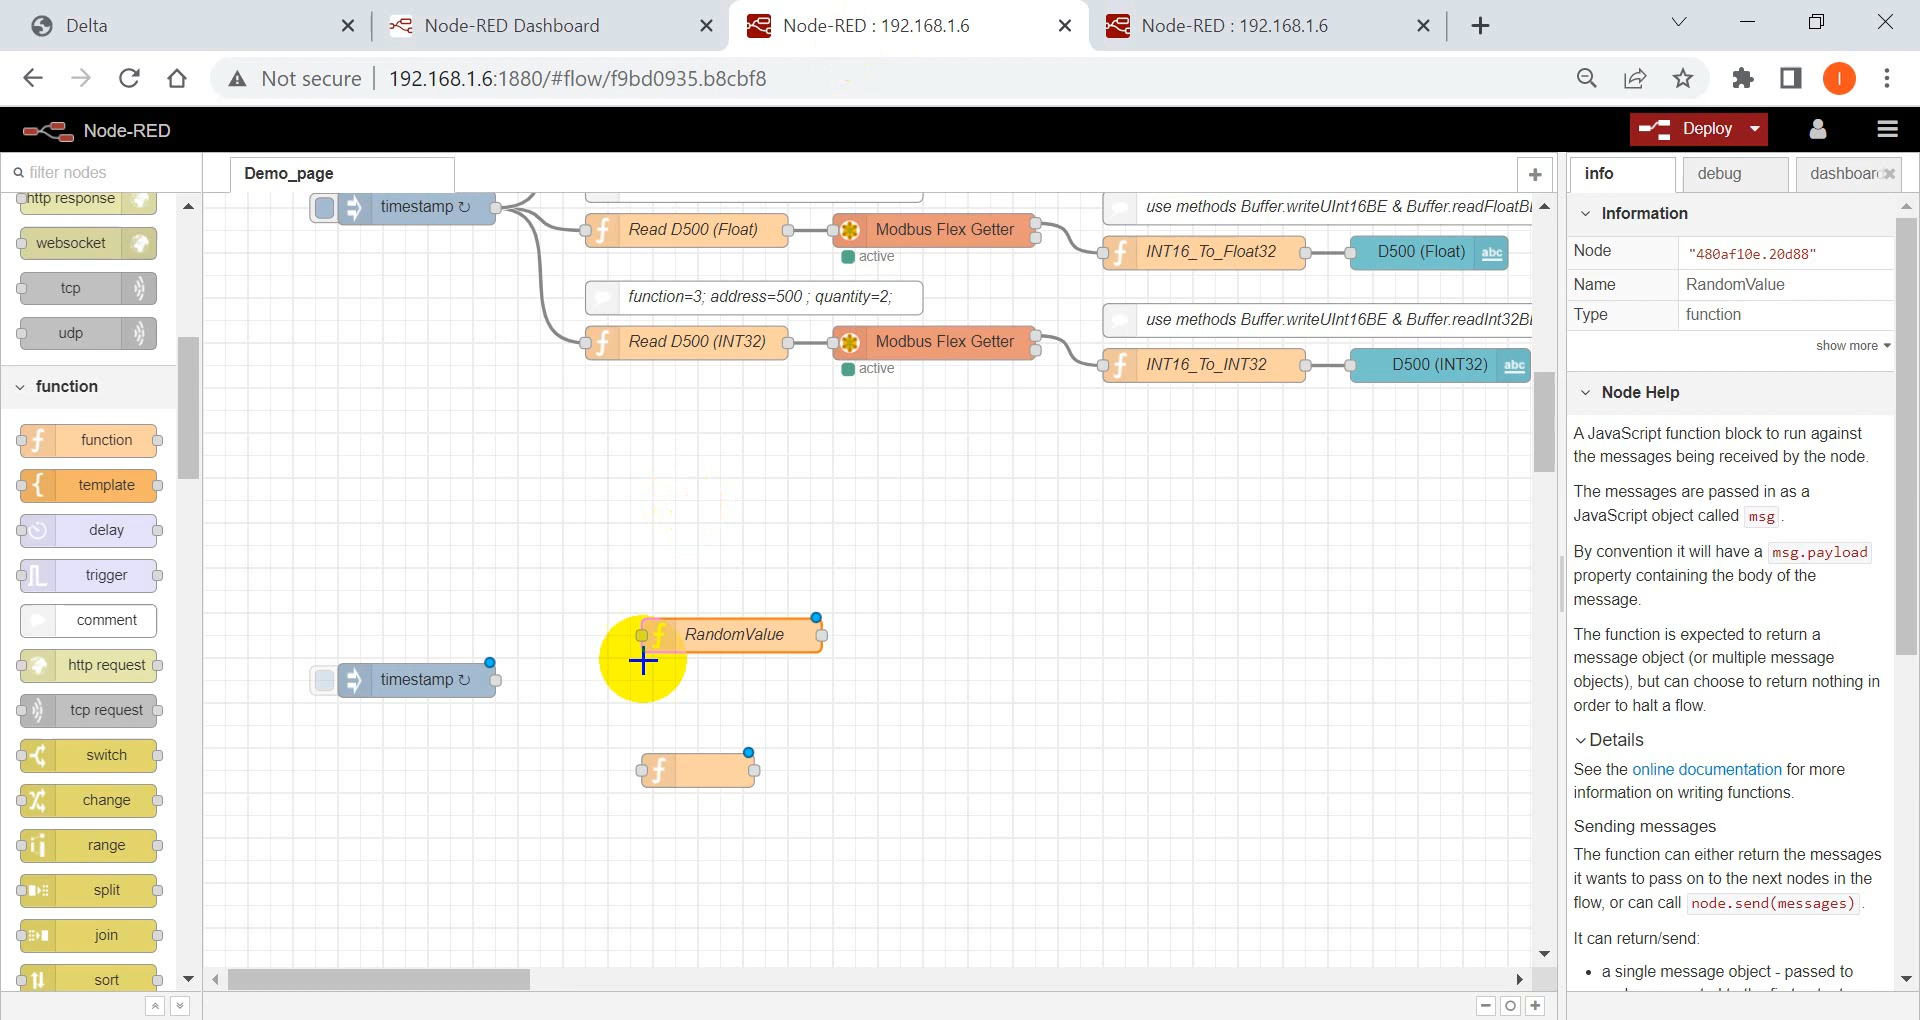 Delta
Node-RED Dashboard
Node-RED : 192.168.1.6
Node-RED : 192.168.1.6
Not secure
192.168.1.6:1880/#flow/f9bd0935.b8cbf8
I
Node-RED
Deploy
filter nodes
Demo_page
info
debug
dashboard
http response
websocket
tcp
udp
function
function
template
delay
trigger
comment
http request
tcp request
switch
change
range
split
join
sort
timestamp ↻
Read D500 (Float)
Modbus Flex Getter
active
use methods Buffer.writeUInt16BE & Buffer.readFloatBE
INT16_To_Float32
D500 (Float)
abc
function=3; address=500 ; quantity=2;
Read D500 (INT32)
Modbus Flex Getter
active
use methods Buffer.writeUInt16BE & Buffer.readInt32BE
INT16_To_INT32
D500 (INT32)
abc
RandomValue
timestamp ↻
Information
Node "480af10e.20d88"
Name RandomValue
Type function
show more
Node Help
A JavaScript function block to run against
the messages being received by the node.
The messages are passed in as a
JavaScript object called msg .
By convention it will have a msg.payload
property containing the body of the
message.
The function is expected to return a
message object (or multiple message
objects), but can choose to return nothing in
order to halt a flow.
Details
See the online documentation for more
information on writing functions.
Sending messages
The function can either return the messages
it wants to pass on to the next nodes in the
flow, or can call node.send(messages) .
It can return/send:
• a single message object - passed to